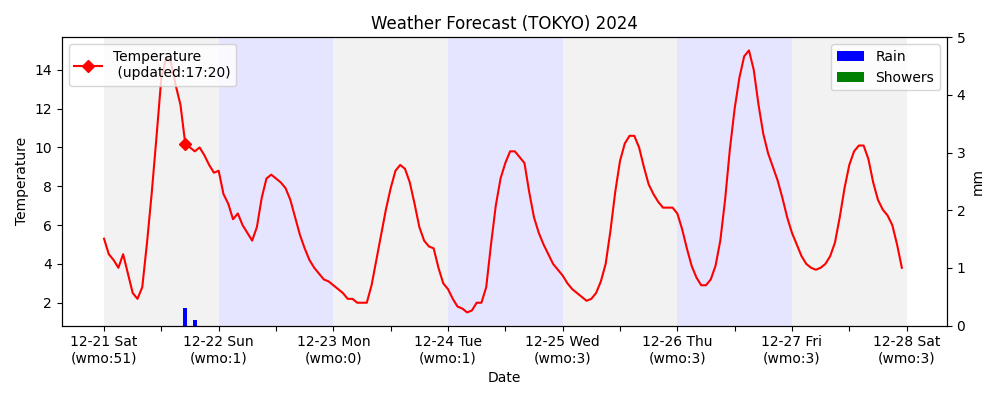 Weather Forecast (TOKYO) 2024
Temperature
(updated:17:20)
Rain
Showers
14
12
10
8
6
4
2
Temperature
5
4
3
2
1
0
mm
12-21 Sat
(wmo:51)
12-22 Sun
(wmo:1)
12-23 Mon
(wmo:0)
12-24 Tue
(wmo:1)
12-25 Wed
(wmo:3)
12-26 Thu
(wmo:3)
12-27 Fri
(wmo:3)
12-28 Sat
(wmo:3)
Date